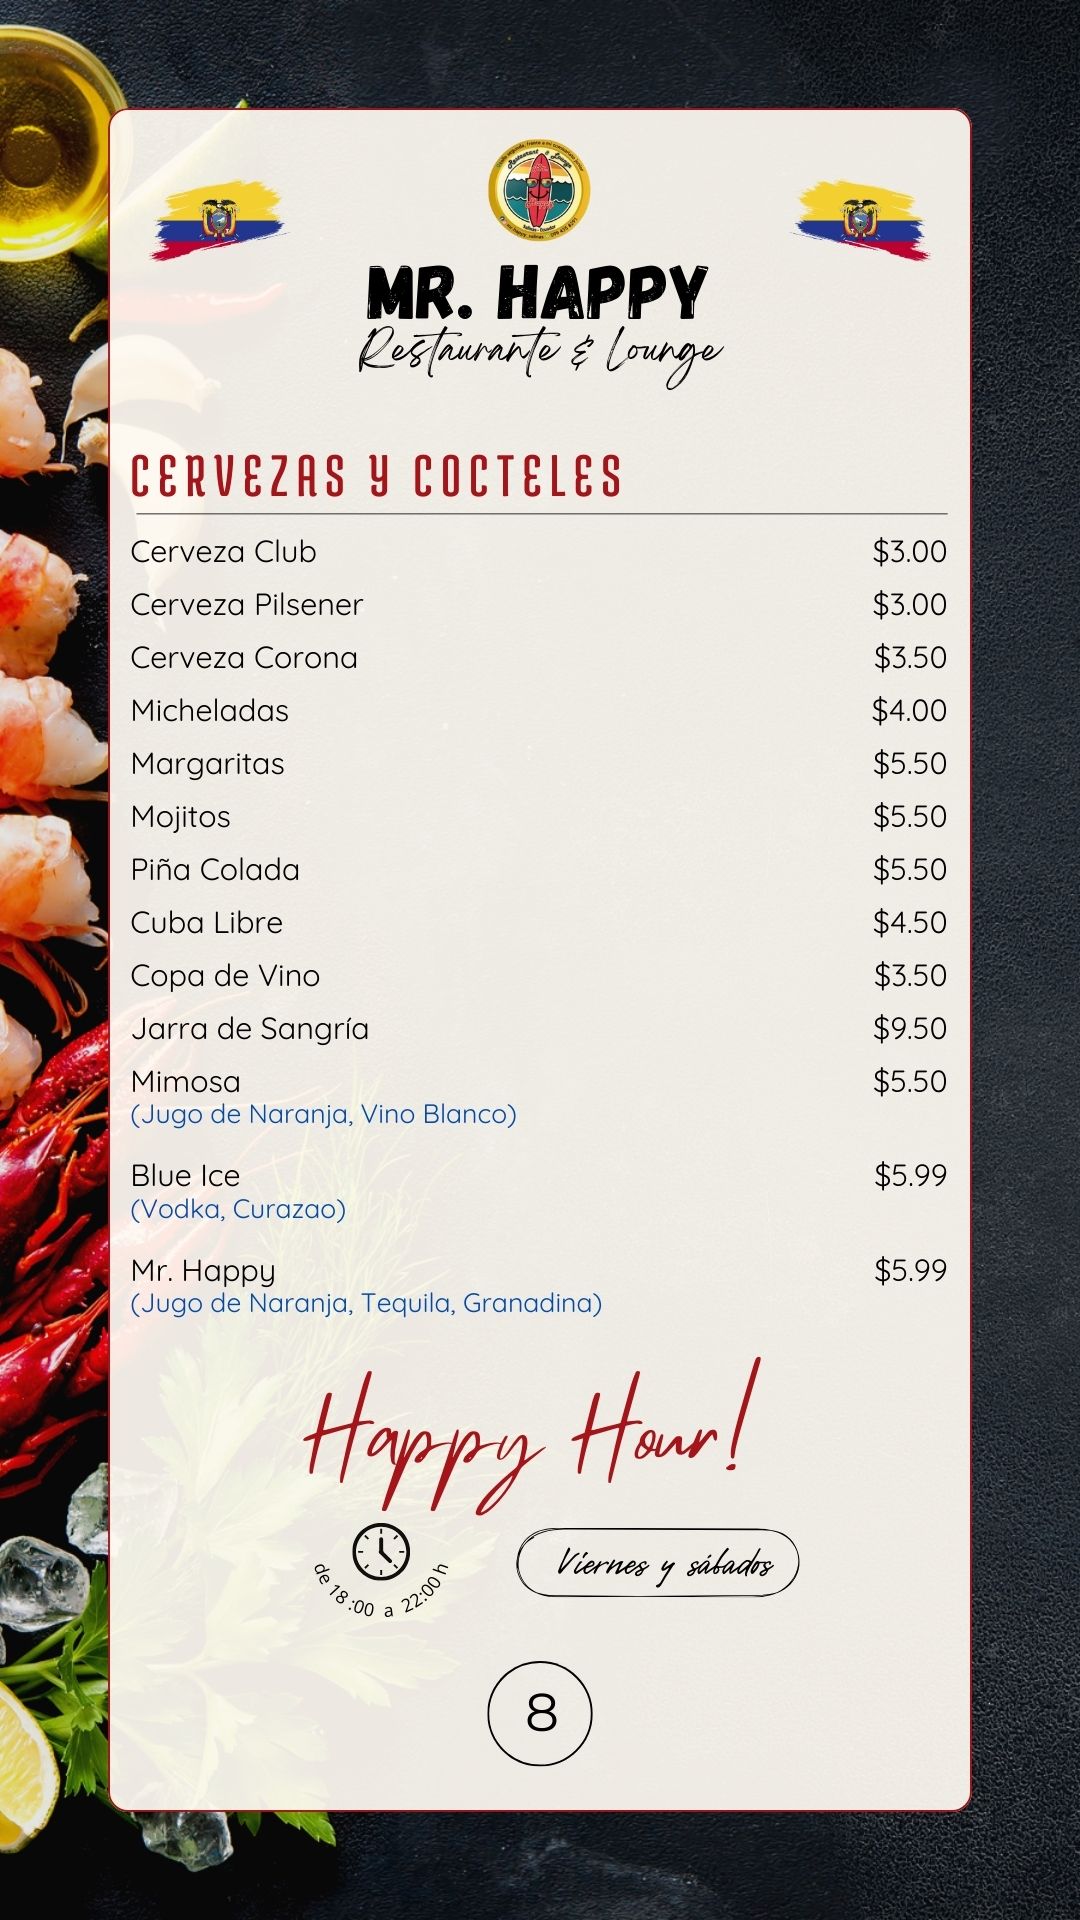 Restaurant & Lounge
Salinas - Ecuador
MR. HAPPY
Restaurante & Lounge
CERVEZAS Y COCTELES
Cerveza Club $3.00
Cerveza Pilsener $3.00
Cerveza Corona $3.50
Micheladas $4.00
Margaritas $5.50
Mojitos $5.50
Piña Colada $5.50
Cuba Libre $4.50
Copa de Vino $3.50
Jarra de Sangría $9.50
Mimosa $5.50
(Jugo de Naranja, Vino Blanco)
Blue Ice $5.99
(Vodka, Curazao)
Mr. Happy $5.99
(Jugo de Naranja, Tequila, Granadina)
Happy Hour!
de 18:00 a 22:00 h
Viernes y sábados
8